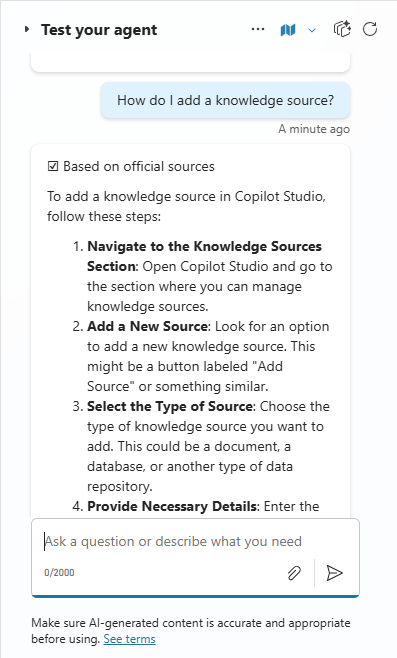 Test your agent
How do I add a knowledge source?
A minute ago
☑ Based on official sources
To add a knowledge source in Copilot Studio,
follow these steps:
1. Navigate to the Knowledge Sources
Section: Open Copilot Studio and go to
the section where you can manage
knowledge sources.
2. Add a New Source: Look for an option
to add a new knowledge source. This
might be a button labeled "Add
Source" or something similar.
3. Select the Type of Source: Choose the
type of knowledge source you want to
add. This could be a document, a
database, or another type of data
repository.
4. Provide Necessary Details: Enter the
Ask a question or describe what you need
0/2000
Make sure AI-generated content is accurate and appropriate
before using. See terms